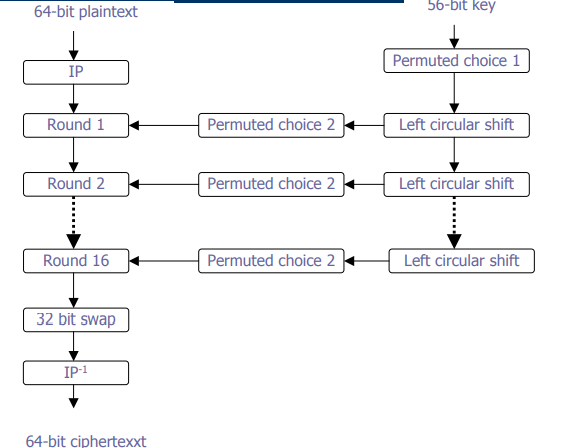 64-bit plaintext
56-bit key
IP
Permuted choice 1
Round 1
Permuted choice 2
Left circular shift
Round 2
Permuted choice 2
Left circular shift
Round 16
Permuted choice 2
Left circular shift
32 bit swap
IP-1
64-bit ciphertexxt